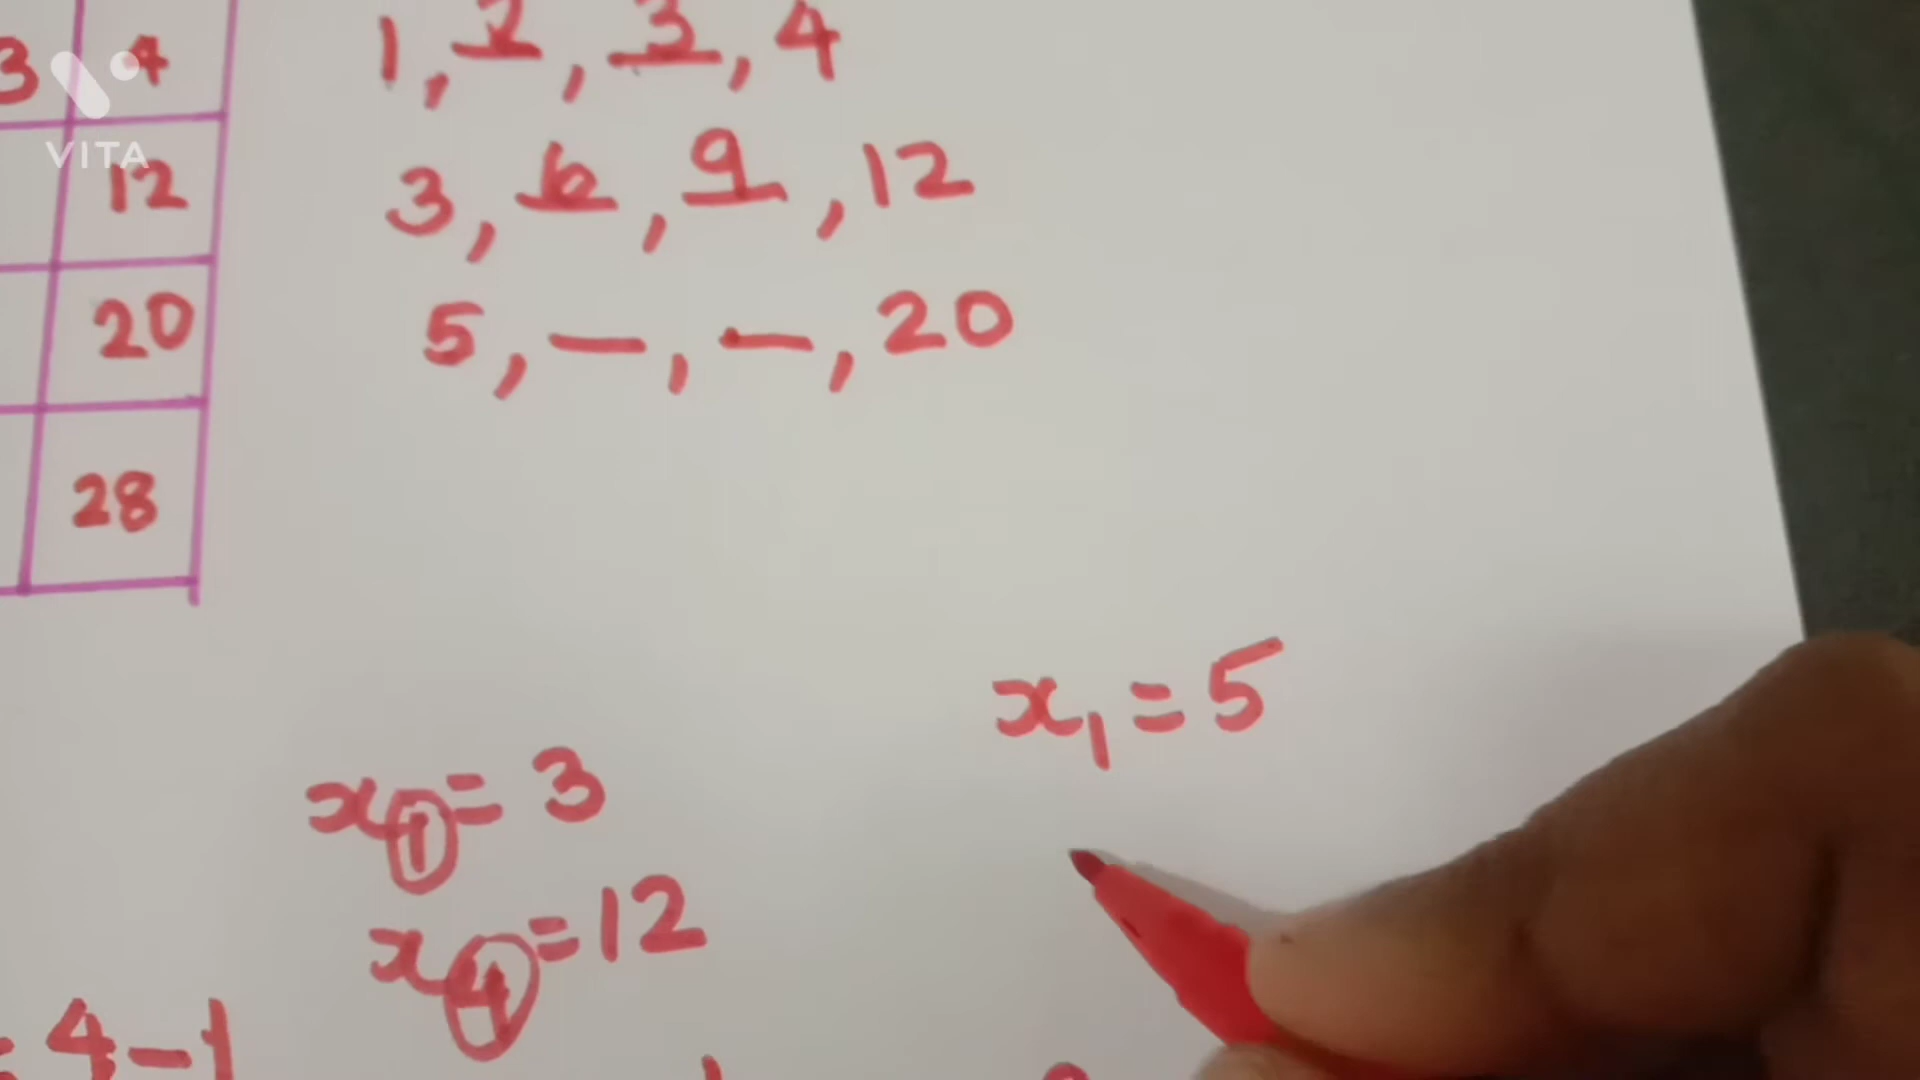 3 4
VITA
12
20
28
1, 2, 3, 4
3, 6, 9, 12
5, —, —, 20
x1 = 5
x1 = 3
x4 = 12
4 - 1